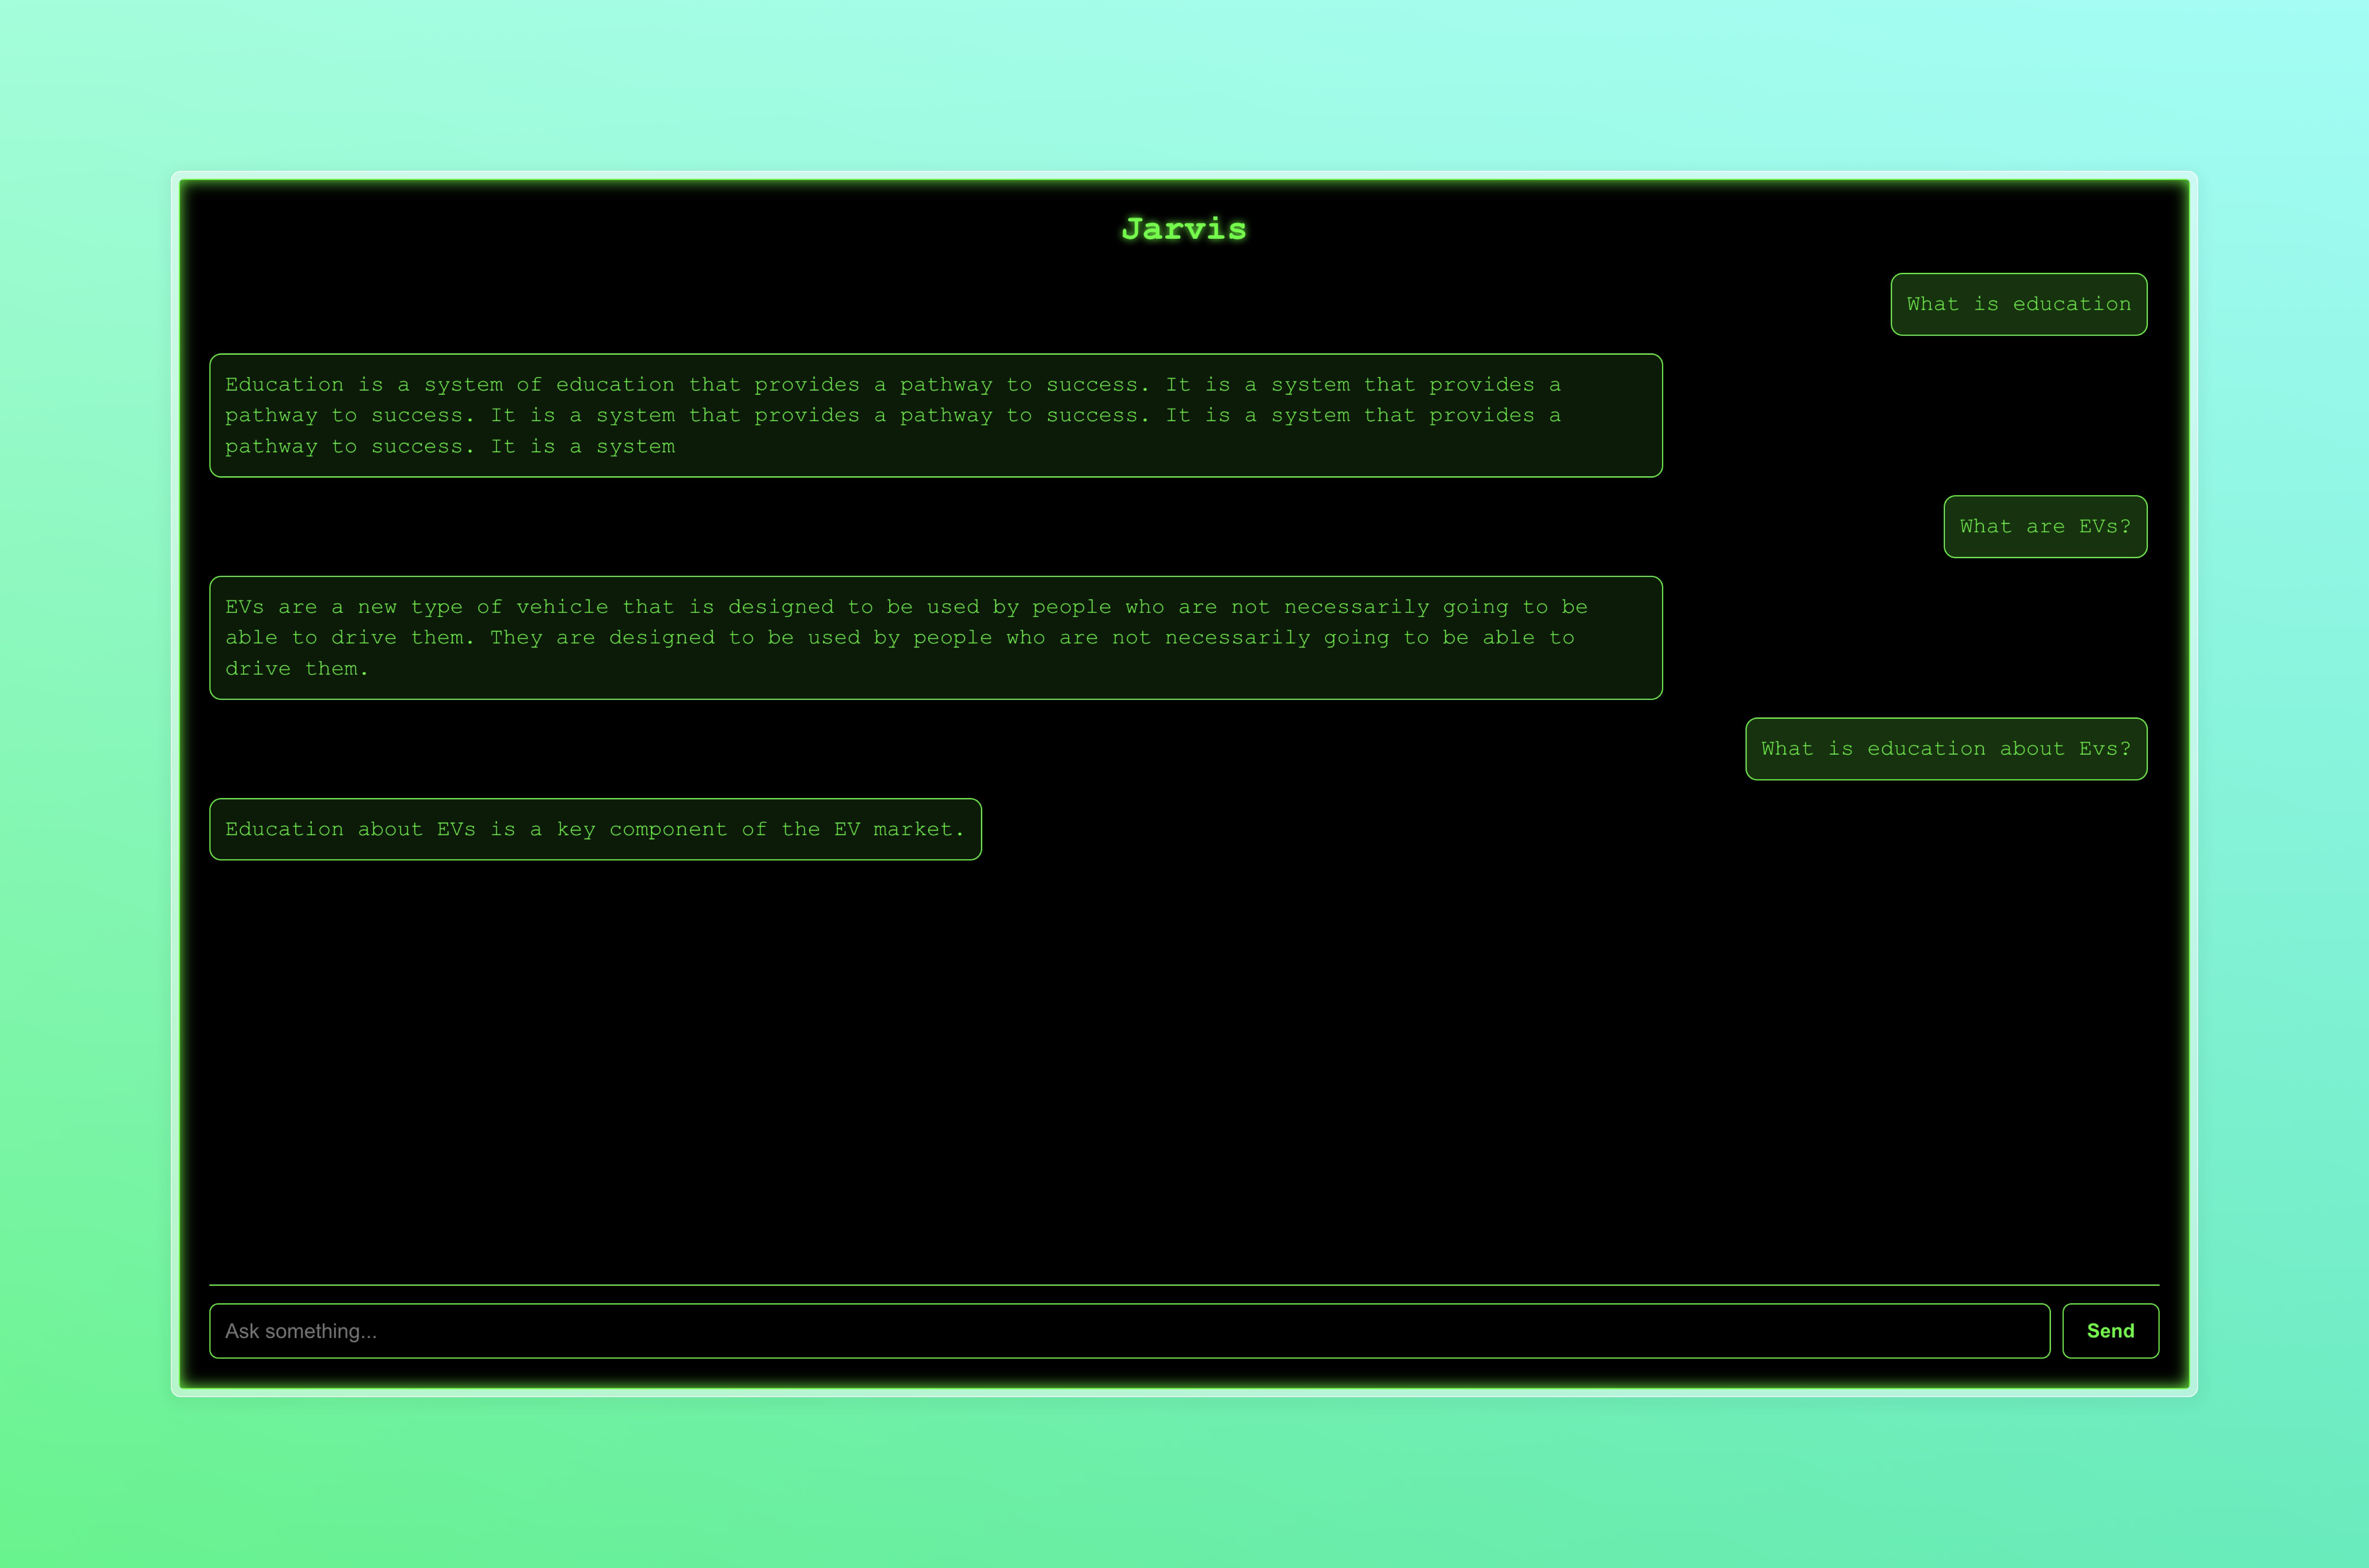 Jarvis
What is education
Education is a system of education that provides a pathway to success. It is a system that provides a
pathway to success. It is a system that provides a pathway to success. It is a system that provides a
pathway to success. It is a system
What are EVs?
EVs are a new type of vehicle that is designed to be used by people who are not necessarily going to be
able to drive them. They are designed to be used by people who are not necessarily going to be able to
drive them.
What is education about Evs?
Education about EVs is a key component of the EV market.
Ask something...
Send